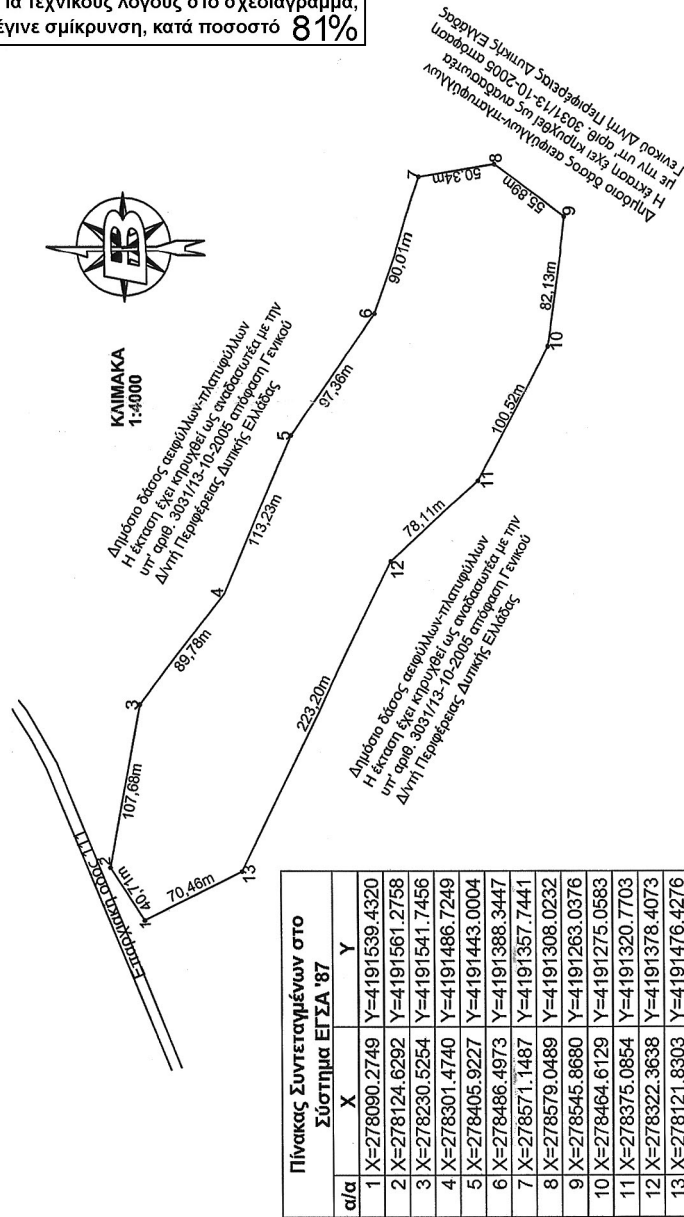 Για τεχνικούς λόγους στο σχεδιάγραμμα,
έγινε σμίκρυνση, κατά ποσοστό 81%
Δημόσιο δάσος αειφύλλων-πλατυφύλλων
Η έκταση έχει κηρυχθεί ως αναδασωτέα
με την υπ' αριθ. 3031/13-10-2005 απόφαση
Γενικού Δ/ντή Περιφέρειας Δυτικής Ελλάδας
ΚΛΙΜΑΚΑ
1:4000
Δημόσιο δάσος αειφύλλων-πλατυφύλλων
Η έκταση έχει κηρυχθεί ως αναδασωτέα με την
υπ' αριθ. 3031/13-10-2005 απόφαση Γενικού
Δ/ντή Περιφέρειας Δυτικής Ελλάδας
7
50,34m
8
55,89m
9
90,01m
6
82,13m
10
97,36m
5
100,52m
11
113,23m
78,11m
4
12
89,78m
3
223,20m
107,68m
2
40,71m
1
70,46m
13
Επαρχιακή οδος 111
Δημόσιο δάσος αειφύλλων-πλατυφύλλων
Η έκταση έχει κηρυχθεί ως αναδασωτέα με την
υπ' αριθ. 3031/13-10-2005 απόφαση Γενικού
Δ/ντή Περιφέρειας Δυτικής Ελλάδας
Πίνακας Συντεταγμένων στο
Σύστημα ΕΓΣΑ '87
α/α X Y
1 X=278090.2749 Y=4191539.4320
2 X=278124.6292 Y=4191561.2758
3 X=278230.5254 Y=4191541.7456
4 X=278301.4740 Y=4191486.7249
5 X=278405.9227 Y=4191443.0004
6 X=278486.4973 Y=4191388.3447
7 X=278571.1487 Y=4191357.7441
8 X=278579.0489 Y=4191308.0232
9 X=278545.8680 Y=4191263.0376
10 X=278464.6129 Y=4191275.0583
11 X=278375.0854 Y=4191320.7703
12 X=278322.3638 Y=4191378.4073
13 X=278121.8303 Y=4191476.4276